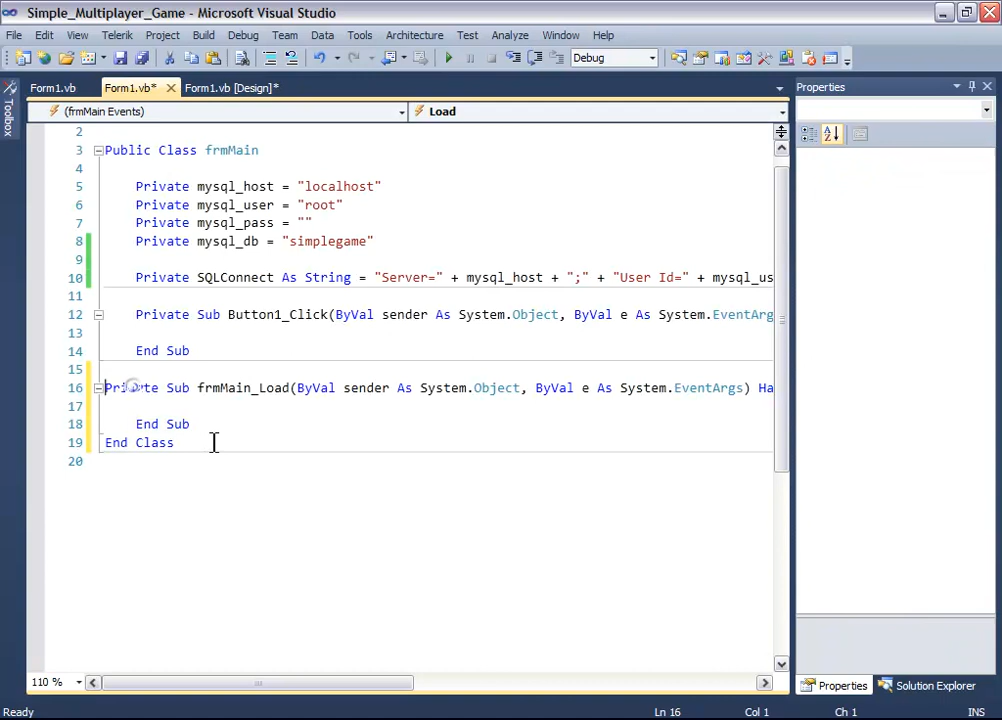 Simple_Multiplayer_Game - Microsoft Visual Studio
File Edit View Telerik Project Build Debug Team Data Tools Architecture Test Analyze Window Help
Debug
Toolbox
Form1.vb Form1.vb* Form1.vb [Design]*
Properties
(frmMain Events) Load
2
3 Public Class frmMain
4
5 Private mysql_host = "localhost"
6 Private mysql_user = "root"
7 Private mysql_pass = ""
8 Private mysql_db = "simplegame"
9
10 Private SQLConnect As String = "Server=" + mysql_host + ";" + "User Id=" + mysql_us
11
12 Private Sub Button1_Click(ByVal sender As System.Object, ByVal e As System.EventArg
13
14 End Sub
15
16 Private Sub frmMain_Load(ByVal sender As System.Object, ByVal e As System.EventArgs) Ha
17
18 End Sub
19 End Class
20
110 %
Properties Solution Explorer
Ready Ln 16 Col 1 Ch 1 INS